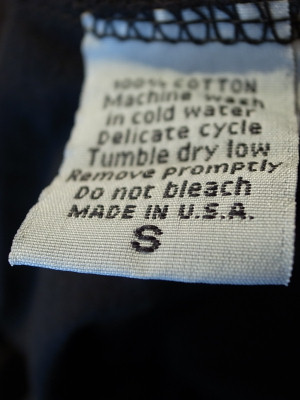 100% COTTON
Machine wash
in cold water
Delicate cycle
Tumble dry low
Remove promptly
Do not bleach
MADE IN U.S.A.
S